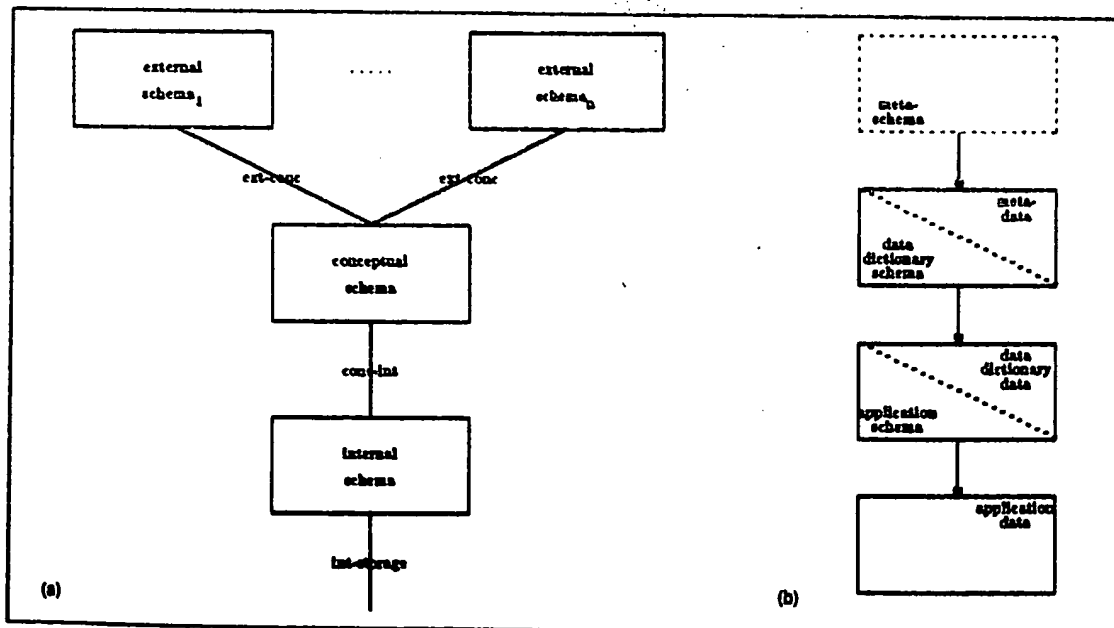 external
schema1
.....
external
schema n
ext-conc
ext-conc
conceptual
schema
conc-int
internal
schema
int-storage
(a)
meta-
schema
meta-
data
data
dictionary
schema
data
dictionary
data
application
schema
application
data
(b)